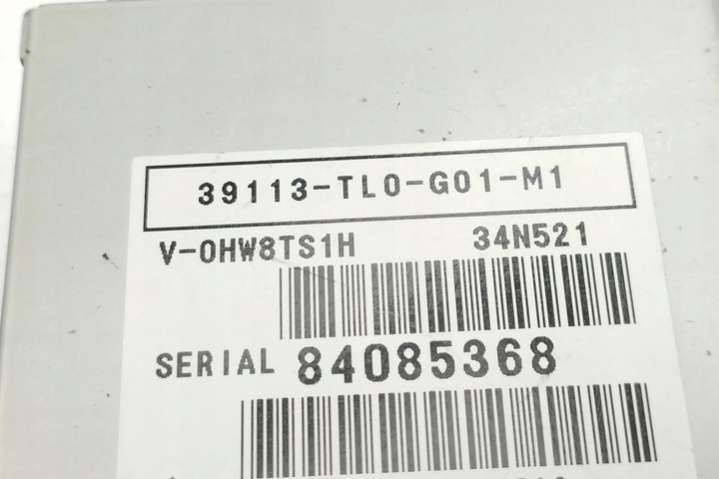 39113-TL0-G01-M1
V-0HW8TS1H 34N521
SERIAL 84085368